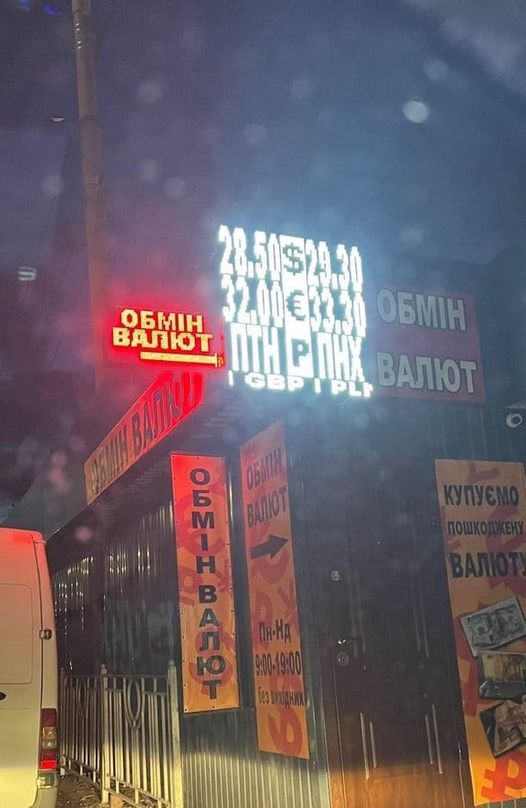 28.50 $ 29.30
32.00 € 33.30
ПТН Р ПНХ
| GBP | PL
ОБМІН
ВАЛЮТ
ОБМІН
ВАЛЮТ
ОБМІН ВАЛЮТ
ОБМІН ВАЛЮТ
ОБМІН
ВАЛЮТ
Пн-Нд
9:00-19:00
без вихідних
КУПУЄМО
ПОШКОДЖЕНУ
ВАЛЮТУ